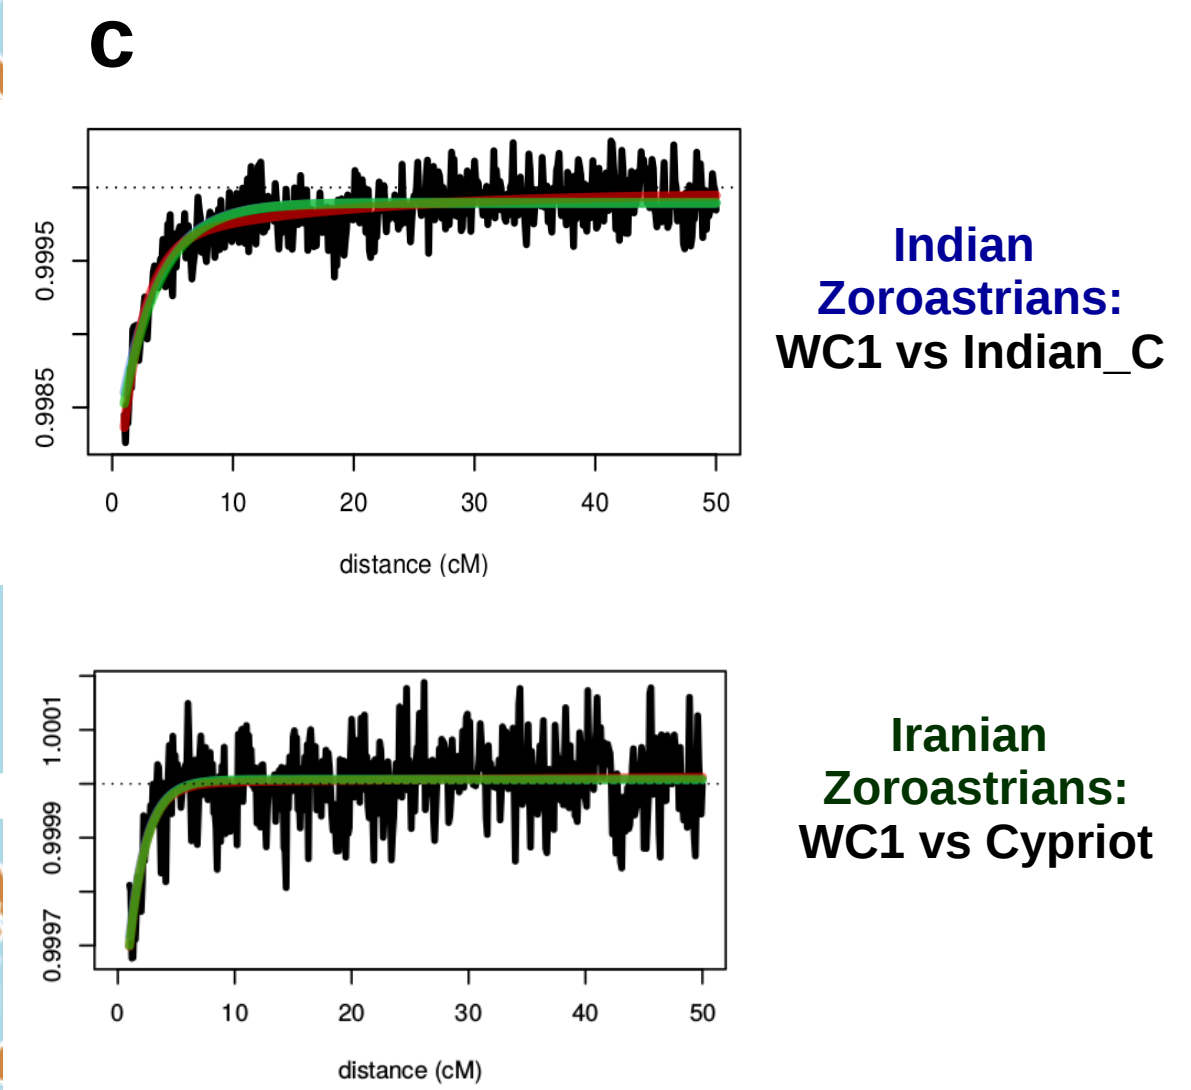 c
0.9995
0.9985
0 10 20 30 40 50
distance (cM)
Indian
Zoroastrians:
WC1 vs Indian_C
1.0001
0.9999
0.9997
0 10 20 30 40 50
distance (cM)
Iranian
Zoroastrians:
WC1 vs Cypriot